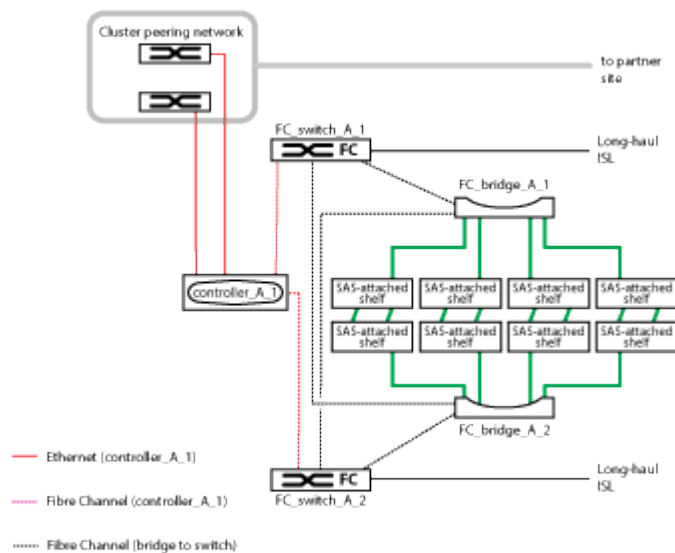 Cluster peering network
to partner
site
FC_switch_A_1
FC
Long-haul
ISL
FC_bridge_A_1
controller_A_1
SAS-attached
shelf
SAS-attached
shelf
SAS-attached
shelf
SAS-attached
shelf
SAS-attached
shelf
SAS-attached
shelf
SAS-attached
shelf
SAS-attached
shelf
FC_bridge_A_2
Ethernet (controller_A_1)
FC
Long-haul
ISL
FC_switch_A_2
Fibre Channel (controller_A_1)
Fibre Channel (bridge to switch)